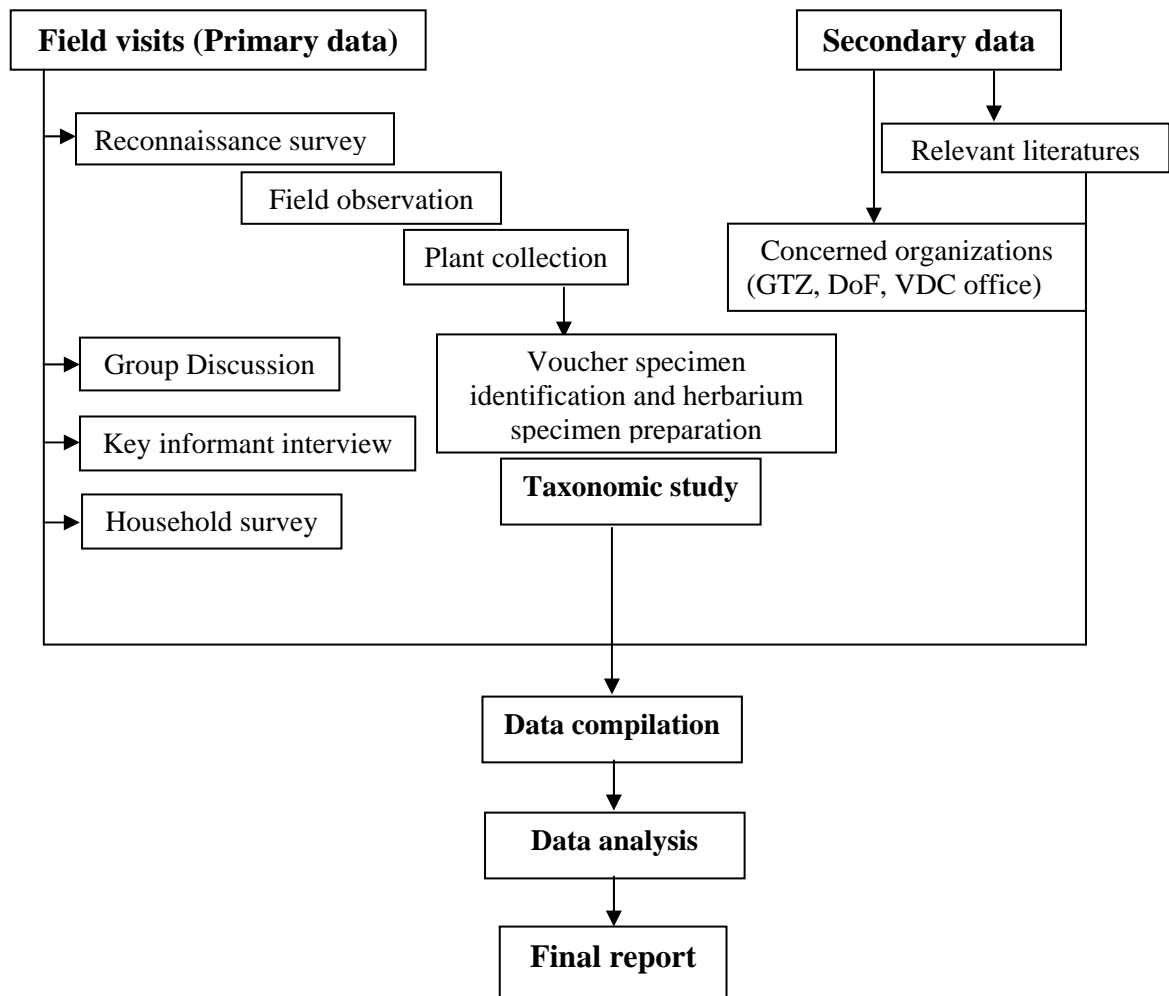 Field visits (Primary data)
Secondary data
Reconnaissance survey
Relevant literatures
Field observation
Plant collection
Concerned organizations
(GTZ, DoF, VDC office)
Group Discussion
Voucher specimen
identification and herbarium
specimen preparation
Key informant interview
Taxonomic study
Household survey
Data compilation
Data analysis
Final report